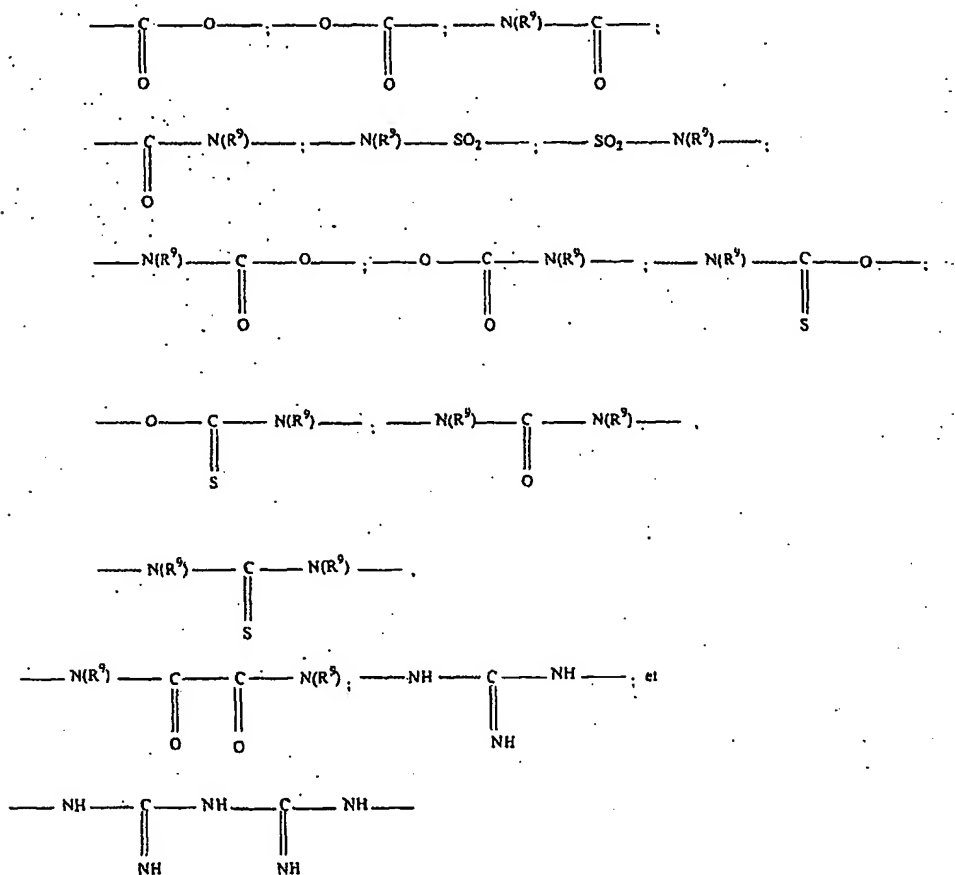 —C—O—; —O—C—; —N(R⁹)—C—;
O O O
—C—N(R⁹)—; —N(R⁹)—SO₂—; —SO₂—N(R⁹)—;
O
—N(R⁹)—C—O—; —O—C—N(R⁹)—; —N(R⁹)—C—O—;
O O S
—O—C—N(R⁹)—; —N(R⁹)—C—N(R⁹)—,
S O
—N(R⁹)—C—N(R⁹)—,
S
—N(R⁹)—C—C—N(R⁹); —NH—C—NH—; et
O O NH
—NH—C—NH—C—NH—
NH NH